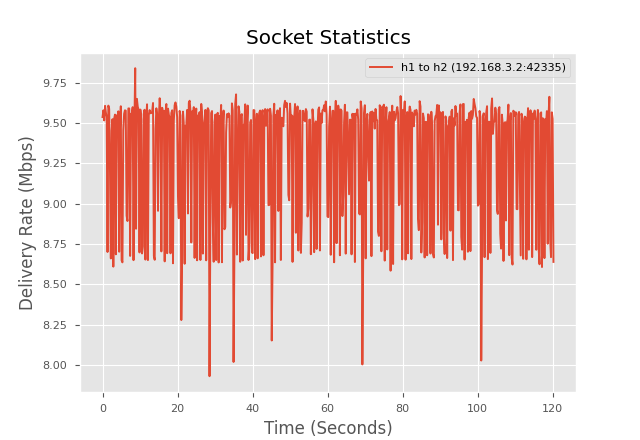 Socket Statistics
h1 to h2 (192.168.3.2:42335)
Delivery Rate (Mbps)
9.75
9.50
9.25
9.00
8.75
8.50
8.25
8.00
0 20 40 60 80 100 120
Time (Seconds)